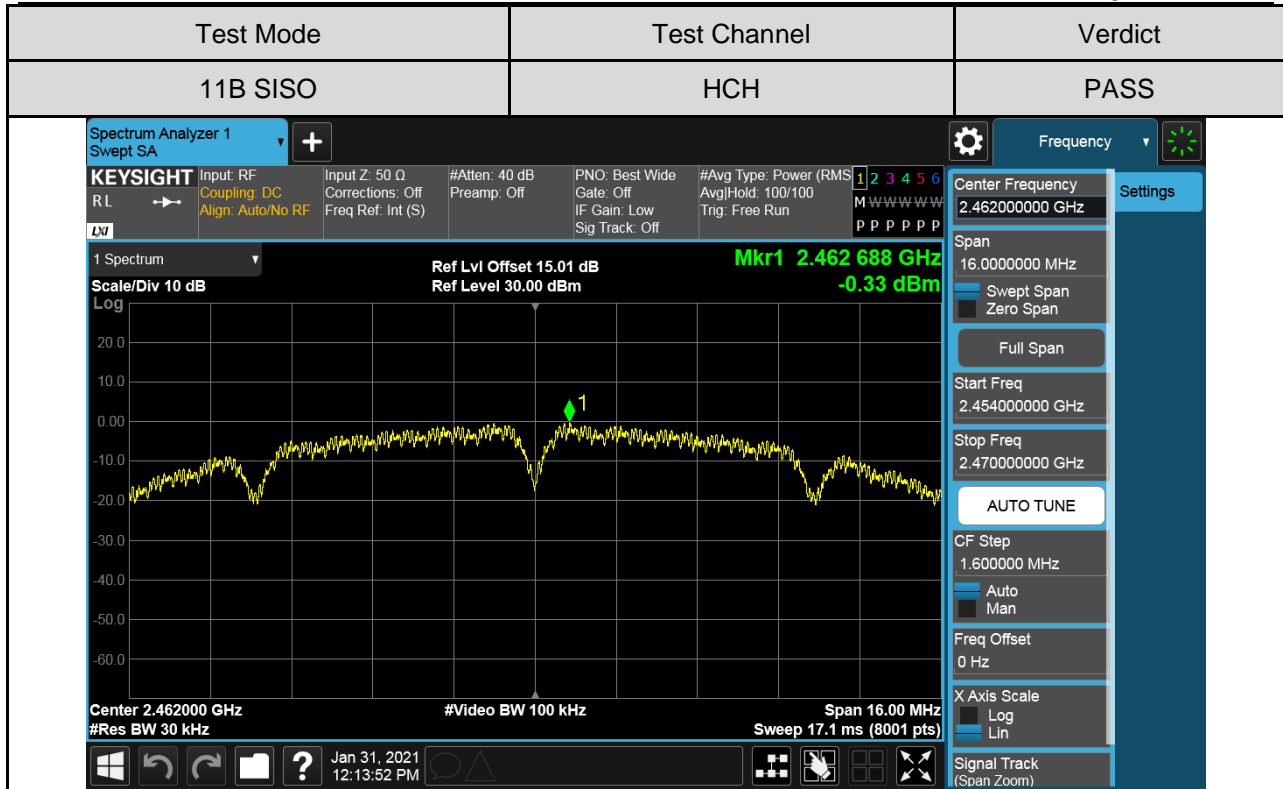 Test Mode
Test Channel
Verdict
11B SISO
HCH
PASS
Spectrum Analyzer 1
Swept SA
+
Frequency
KEYSIGHT
R L
LXI
Input: RF
Coupling: DC
Align: Auto/No RF
Input Z: 50 Ω
Corrections: Off
Freq Ref: Int (S)
#Atten: 40 dB
Preamp: Off
PNO: Best Wide
Gate: Off
IF Gain: Low
Sig Track: Off
#Avg Type: Power (RMS
Avg|Hold: 100/100
Trig: Free Run
1 2 3 4 5 6
M W W W W W
P P P P P P
1 Spectrum
Scale/Div 10 dB
Ref Lvl Offset 15.01 dB
Ref Level 30.00 dBm
Mkr1 2.462 688 GHz
-0.33 dBm
Log
20.0
10.0
0.00
-10.0
-20.0
-30.0
-40.0
-50.0
-60.0
1
Center 2.462000 GHz
#Video BW 100 kHz
Span 16.00 MHz
#Res BW 30 kHz
Sweep 17.1 ms (8001 pts)
?
Jan 31, 2021
12:13:52 PM
Center Frequency
2.462000000 GHz
Settings
Span
16.0000000 MHz
Swept Span
Zero Span
Full Span
Start Freq
2.454000000 GHz
Stop Freq
2.470000000 GHz
AUTO TUNE
CF Step
1.600000 MHz
Auto
Man
Freq Offset
0 Hz
X Axis Scale
Log
Lin
Signal Track
(Span Zoom)